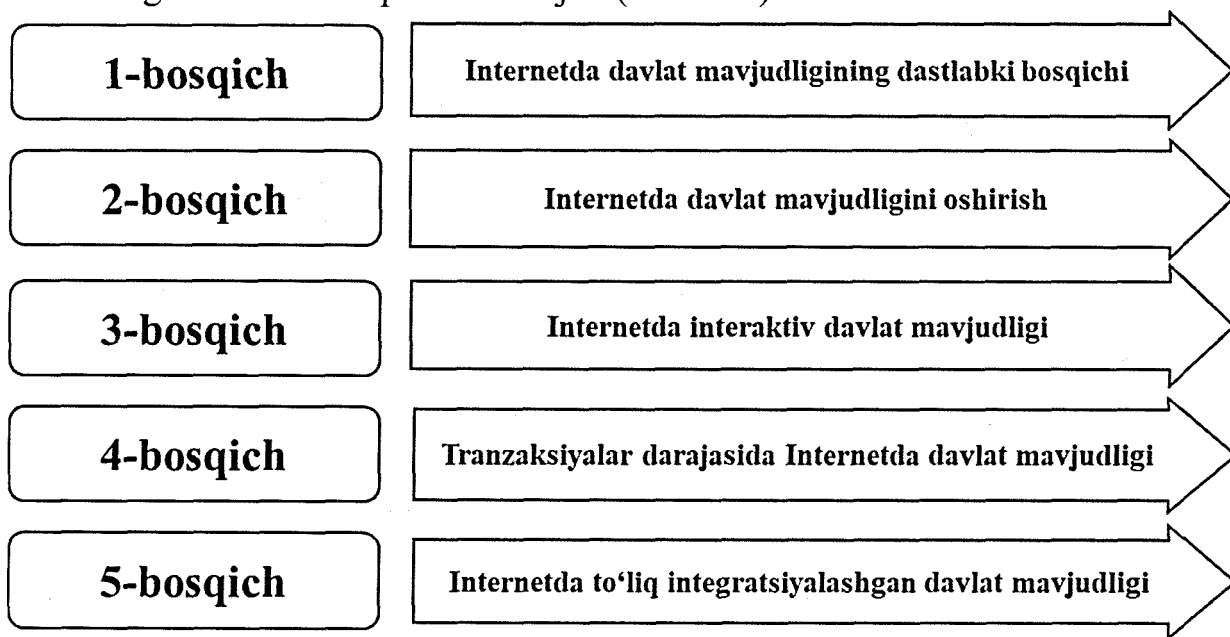 1-bosqich
Internetda davlat mavjudligining dastlabki bosqichi
2-bosqich
Internetda davlat mavjudligini oshirish
3-bosqich
Internetda interaktiv davlat mavjudligi
4-bosqich
Tranzaksiyalar darajasida Internetda davlat mavjudligi
5-bosqich
Internetda to‘liq integratsiyalashgan davlat mavjudligi